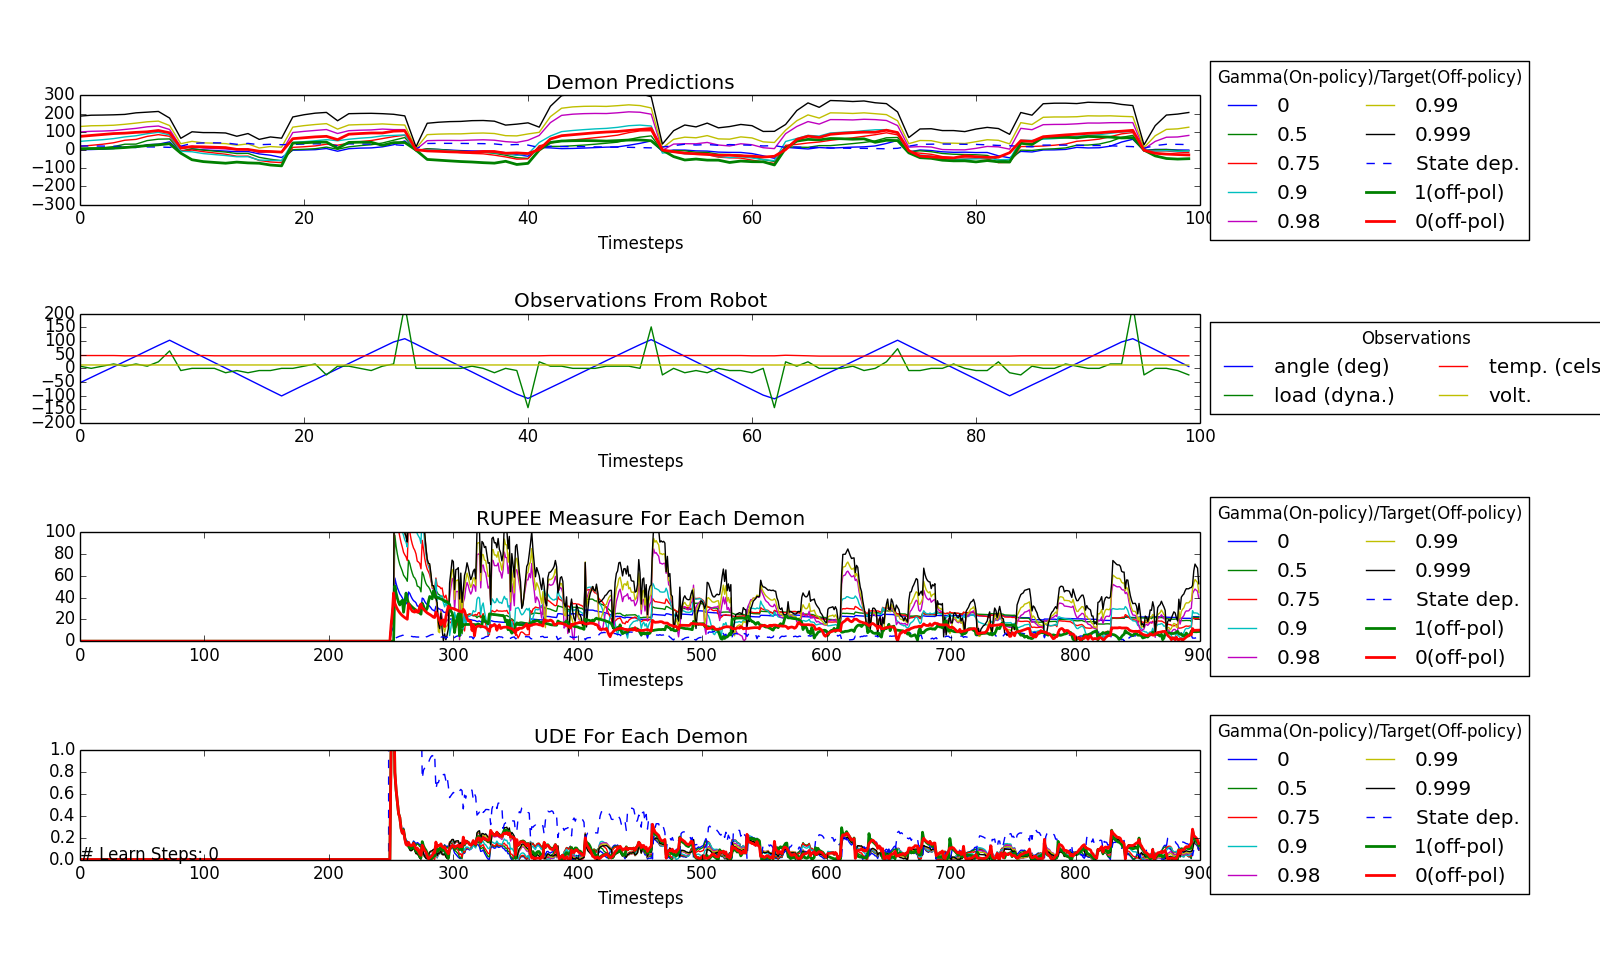 Demon Predictions
300
200
100
0
−100
−200
−300
0 20 40 60 80 100
Timesteps
Gamma(On-policy)/Target(Off-policy)
0 0.99
0.5 0.999
0.75 State dep.
0.9 1(off-pol)
0.98 0(off-pol)
Observations From Robot
200
150
100
50
0
−50
−100
−150
−200
0 20 40 60 80 100
Timesteps
Observations
angle (deg) temp. (cels
load (dyna.) volt.
RUPEE Measure For Each Demon
100
80
60
40
20
0
0 100 200 300 400 500 600 700 800 900
Timesteps
Gamma(On-policy)/Target(Off-policy)
0 0.99
0.5 0.999
0.75 State dep.
0.9 1(off-pol)
0.98 0(off-pol)
UDE For Each Demon
1.0
0.8
0.6
0.4
0.2
0.0
# Learn Steps: 0
0 100 200 300 400 500 600 700 800 900
Timesteps
Gamma(On-policy)/Target(Off-policy)
0 0.99
0.5 0.999
0.75 State dep.
0.9 1(off-pol)
0.98 0(off-pol)